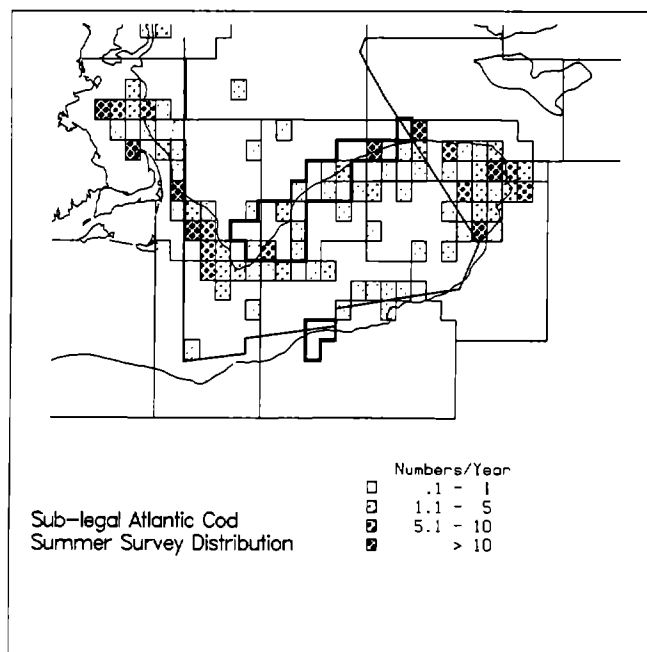 Numbers/Year
.1 - 1
1.1 - 5
5.1 - 10
> 10
Sub-legal Atlantic Cod
Summer Survey Distribution